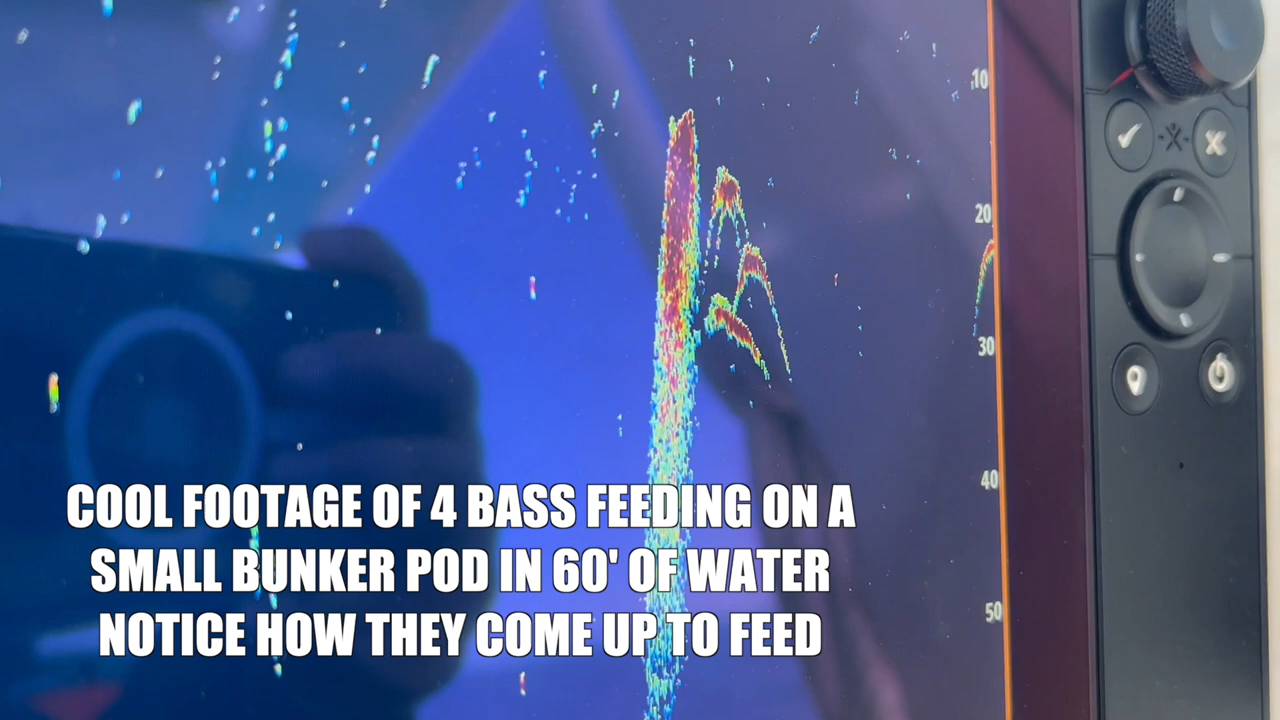 10
20
30
40
50
COOL FOOTAGE OF 4 BASS FEEDING ON A
SMALL BUNKER POD IN 60' OF WATER
NOTICE HOW THEY COME UP TO FEED